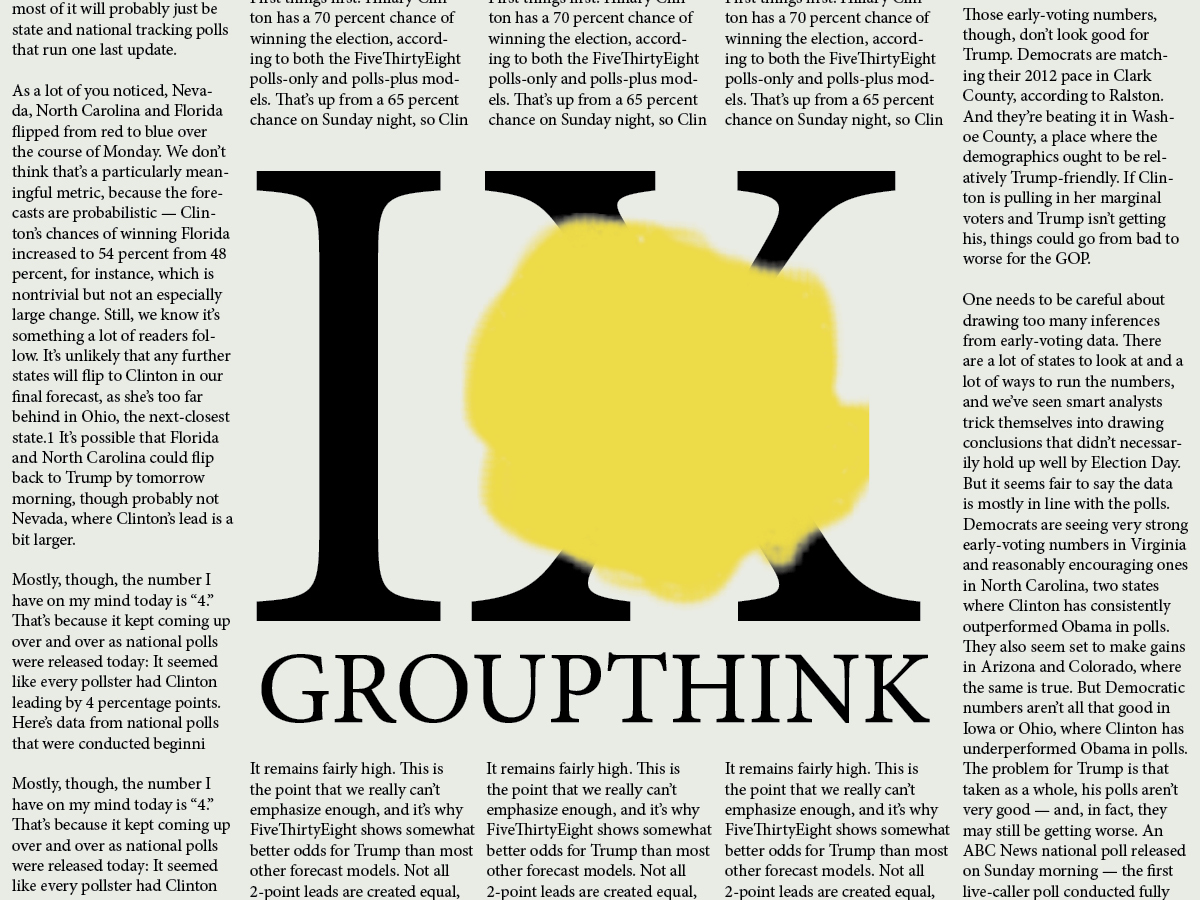 most of it will probably just be
state and national tracking polls
that run one last update.
As a lot of you noticed, Neva-
da, North Carolina and Florida
flipped from red to blue over
the course of Monday. We don’t
think that’s a particularly mean-
ingful metric, because the fore-
casts are probabilistic — Clin-
ton’s chances of winning Florida
increased to 54 percent from 48
percent, for instance, which is
nontrivial but not an especially
large change. Still, we know it’s
something a lot of readers fol-
low. It’s unlikely that any further
states will flip to Clinton in our
final forecast, as she’s too far
behind in Ohio, the next-closest
state.1 It’s possible that Florida
and North Carolina could flip
back to Trump by tomorrow
morning, though probably not
Nevada, where Clinton’s lead is a
bit larger.
Mostly, though, the number I
have on my mind today is “4.”
That’s because it kept coming up
over and over as national polls
were released today: It seemed
like every pollster had Clinton
leading by 4 percentage points.
Here’s data from national polls
that were conducted beginni
Mostly, though, the number I
have on my mind today is “4.”
That’s because it kept coming up
over and over as national polls
were released today: It seemed
like every pollster had Clinton
First things first. Hillary Clin-
ton has a 70 percent chance of
winning the election, accord-
ing to both the FiveThirtyEight
polls-only and polls-plus mod-
els. That’s up from a 65 percent
chance on Sunday night, so Clin
First things first. Hillary Clin-
ton has a 70 percent chance of
winning the election, accord-
ing to both the FiveThirtyEight
polls-only and polls-plus mod-
els. That’s up from a 65 percent
chance on Sunday night, so Clin
First things first. Hillary Clin-
ton has a 70 percent chance of
winning the election, accord-
ing to both the FiveThirtyEight
polls-only and polls-plus mod-
els. That’s up from a 65 percent
chance on Sunday night, so Clin
IX
GROUPTHINK
It remains fairly high. This is
the point that we really can’t
emphasize enough, and it’s why
FiveThirtyEight shows somewhat
better odds for Trump than most
other forecast models. Not all
2-point leads are created equal,
It remains fairly high. This is
the point that we really can’t
emphasize enough, and it’s why
FiveThirtyEight shows somewhat
better odds for Trump than most
other forecast models. Not all
2-point leads are created equal,
It remains fairly high. This is
the point that we really can’t
emphasize enough, and it’s why
FiveThirtyEight shows somewhat
better odds for Trump than most
other forecast models. Not all
2-point leads are created equal,
Those early-voting numbers,
though, don’t look good for
Trump. Democrats are match-
ing their 2012 pace in Clark
County, according to Ralston.
And they’re beating it in Wash-
oe County, a place where the
demographics ought to be rel-
atively Trump-friendly. If Clin-
ton is pulling in her marginal
voters and Trump isn’t getting
his, things could go from bad to
worse for the GOP.
One needs to be careful about
drawing too many inferences
from early-voting data. There
are a lot of states to look at and a
lot of ways to run the numbers,
and we’ve seen smart analysts
trick themselves into drawing
conclusions that didn’t necessar-
ily hold up well by Election Day.
But it seems fair to say the data
is mostly in line with the polls.
Democrats are seeing very strong
early-voting numbers in Virginia
and reasonably encouraging ones
in North Carolina, two states
where Clinton has consistently
outperformed Obama in polls.
They also seem set to make gains
in Arizona and Colorado, where
the same is true. But Democratic
numbers aren’t all that good in
Iowa or Ohio, where Clinton has
underperformed Obama in polls.
The problem for Trump is that
taken as a whole, his polls aren’t
very good — and, in fact, they
may still be getting worse. An
ABC News national poll released
on Sunday morning — the first
live-caller poll conducted fully